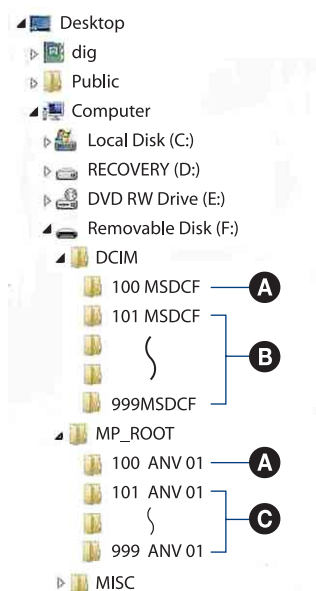 Desktop
dig
Public
Computer
Local Disk (C:)
RECOVERY (D:)
DVD RW Drive (E:)
Removable Disk (F:)
DCIM
100 MSDCF A
101 MSDCF
B
999MSDCF
MP_ROOT
100 ANV 01 A
101 ANV 01
C
999 ANV 01
MISC